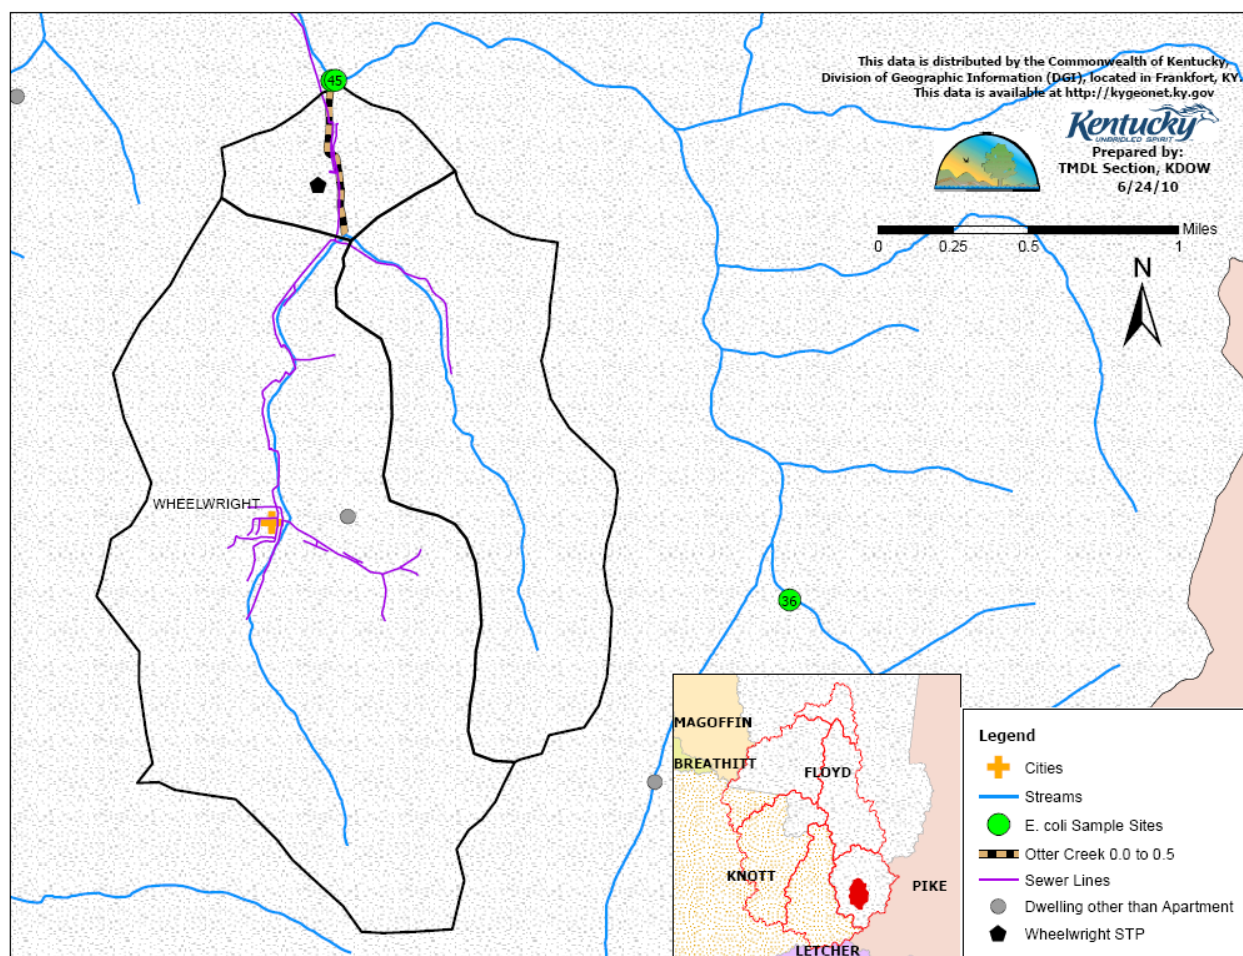 45
This data is distributed by the Commonwealth of Kentucky,
Division of Geographic Information (DGI), located in Frankfort, KY.
This data is available at http://kygeonet.ky.gov
Kentucky
UNBRIDLED SPIRIT
Prepared by:
TMDL Section, KDOW
6/24/10
Miles
0 0.25 0.5 1
N
WHEELWRIGHT
36
MAGOFFIN
BREATHITT
FLOYD
KNOTT
PIKE
LETCHER
Legend
Cities
Streams
E. coli Sample Sites
Otter Creek 0.0 to 0.5
Sewer Lines
Dwelling other than Apartment
Wheelwright STP